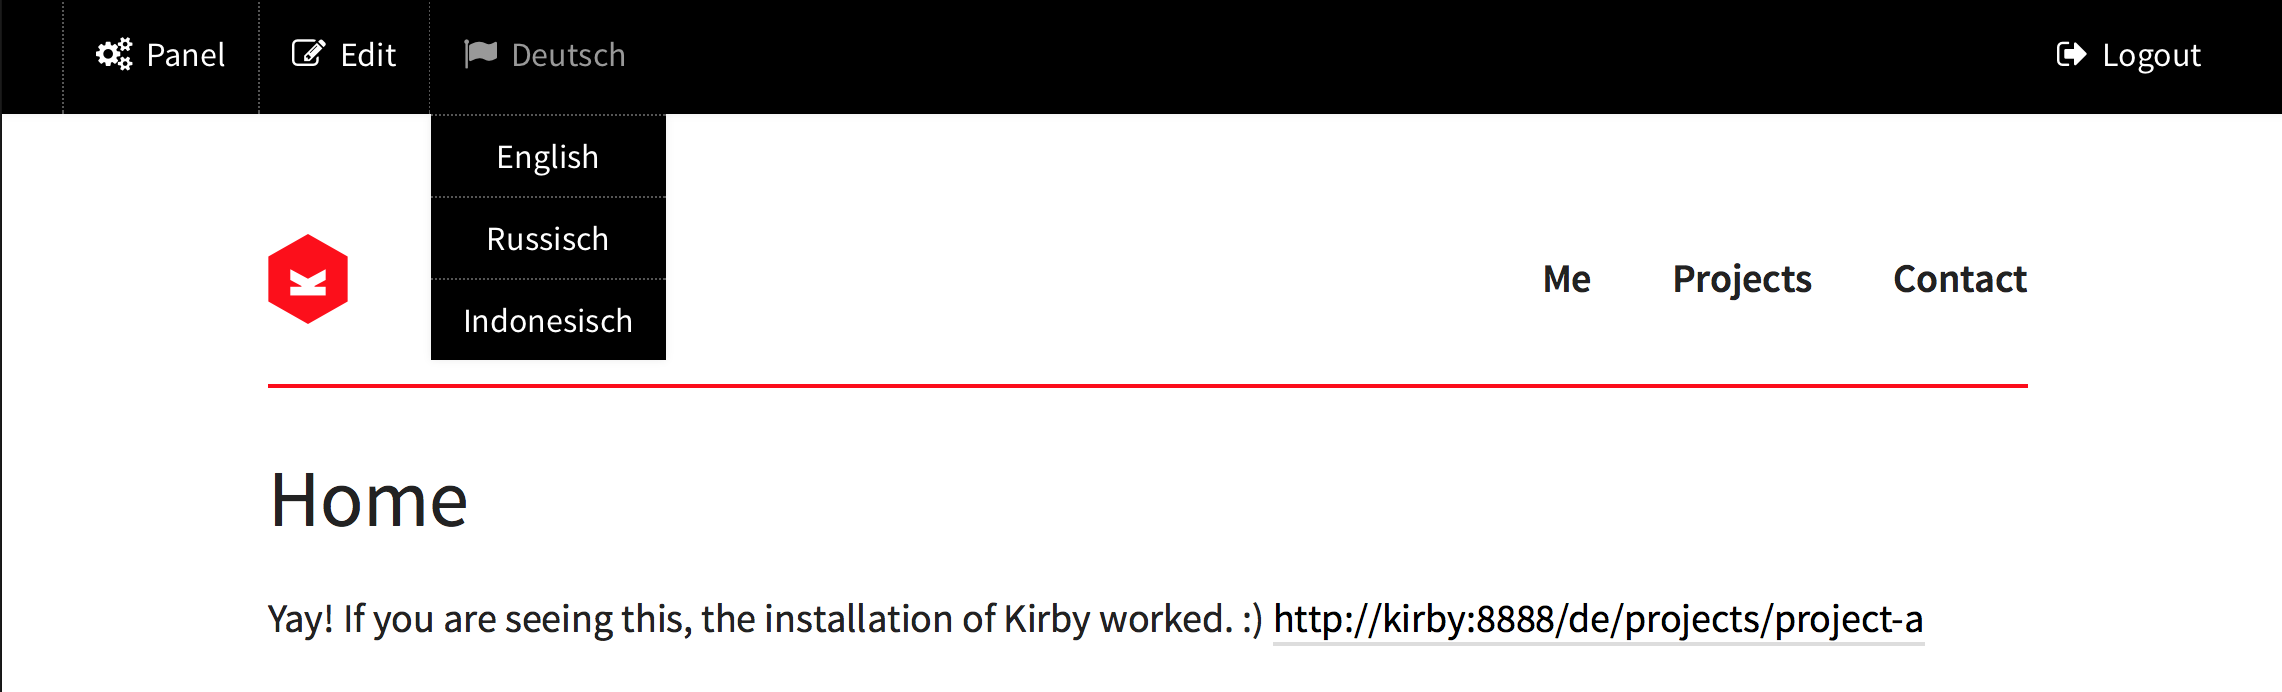 Panel Edit Deutsch Logout
English
Russisch
Indonesisch
Me Projects Contact
Home
Yay! If you are seeing this, the installation of Kirby worked. :) http://kirby:8888/de/projects/project-a